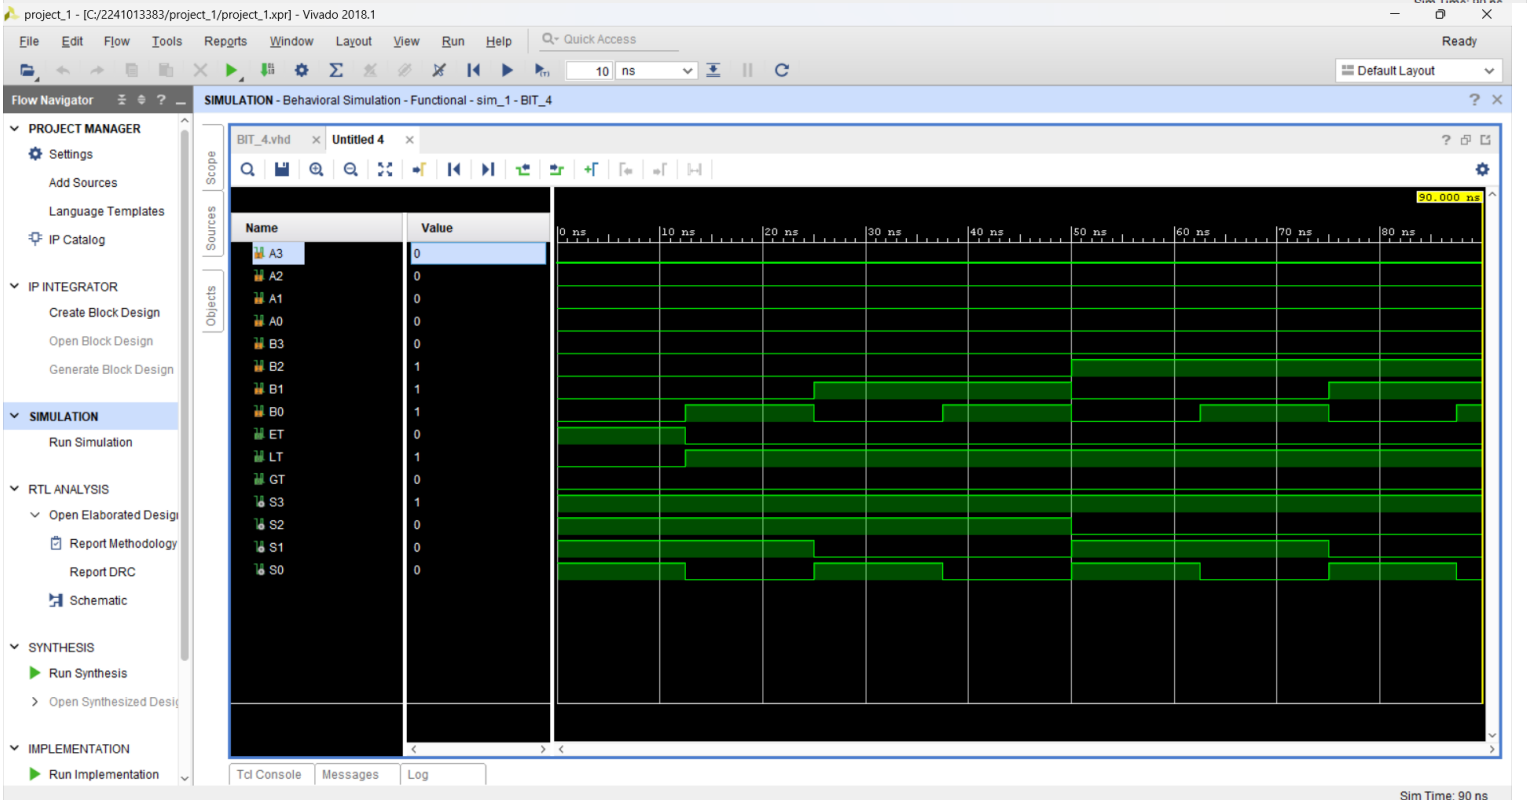 Sim Time: 90 ns
project_1 - [C:/2241013383/project_1/project_1.xpr] - Vivado 2018.1
File Edit Flow Tools Reports Window Layout View Run Help Quick Access Ready
10 ns Default Layout
Flow Navigator ? SIMULATION - Behavioral Simulation - Functional - sim_1 - BIT_4 ?
PROJECT MANAGER
Settings
Add Sources
Language Templates
IP Catalog
IP INTEGRATOR
Create Block Design
Open Block Design
Generate Block Design
SIMULATION
Run Simulation
RTL ANALYSIS
Open Elaborated Desig
Report Methodology
Report DRC
Schematic
SYNTHESIS
Run Synthesis
Open Synthesized Desig
IMPLEMENTATION
Run Implementation
Scope
Sources
Objects
BIT_4.vhd Untitled 4 ?
90.000 ns
Name Value 0 ns 10 ns 20 ns 30 ns 40 ns 50 ns 60 ns 70 ns 80 ns
A3 0
A2 0
A1 0
A0 0
B3 0
B2 1
B1 1
B0 1
ET 0
LT 1
GT 0
S3 1
S2 0
S1 0
S0 0
Tcl Console Messages Log
Sim Time: 90 ns